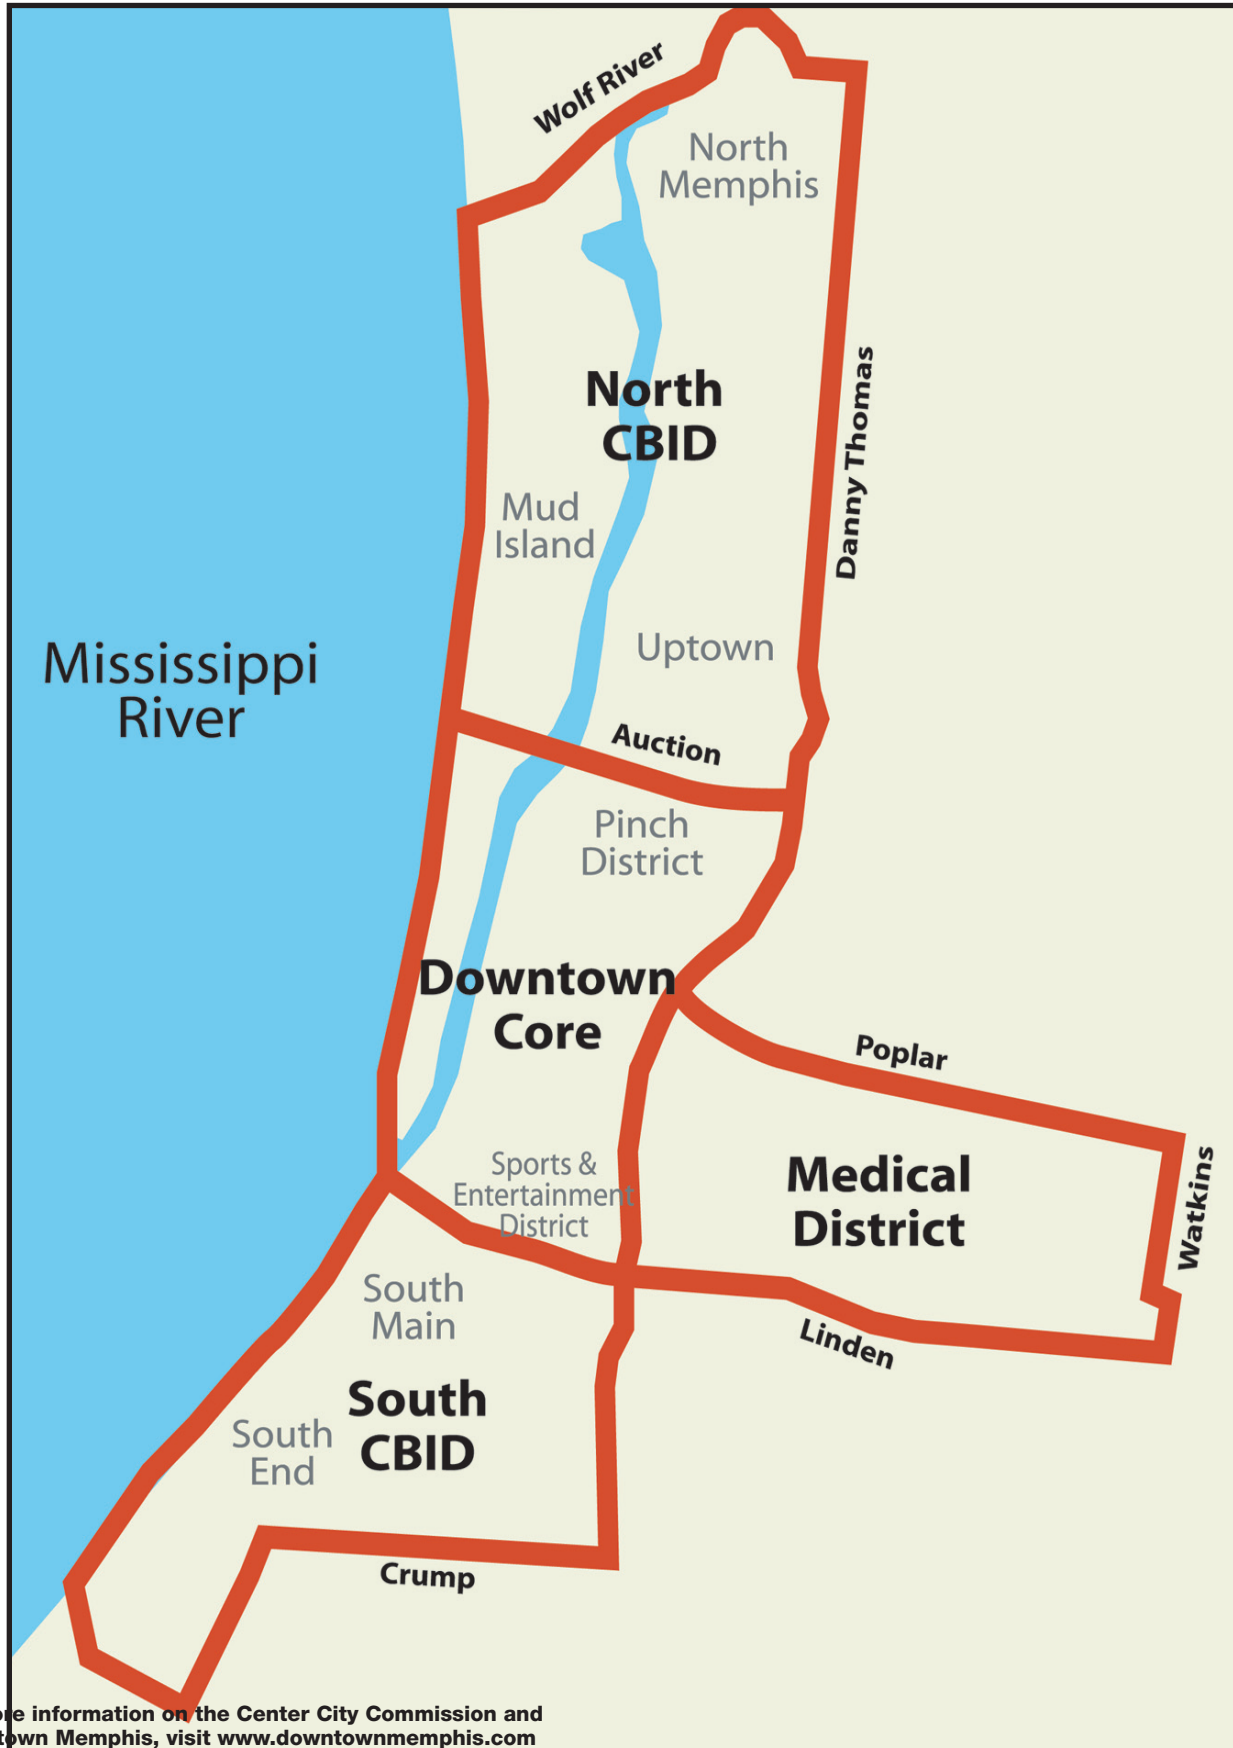 Wolf River
North
Memphis
North
CBID
Danny Thomas
Mud
Island
Mississippi
River
Uptown
Auction
Pinch
District
Downtown
Core
Poplar
Sports &
Entertainment
District
Medical
District
Watkins
South
Main
Linden
South
CBID
South
End
Crump
information on the Center City Commission and
Memphis, visit www.downtownmemphis.com